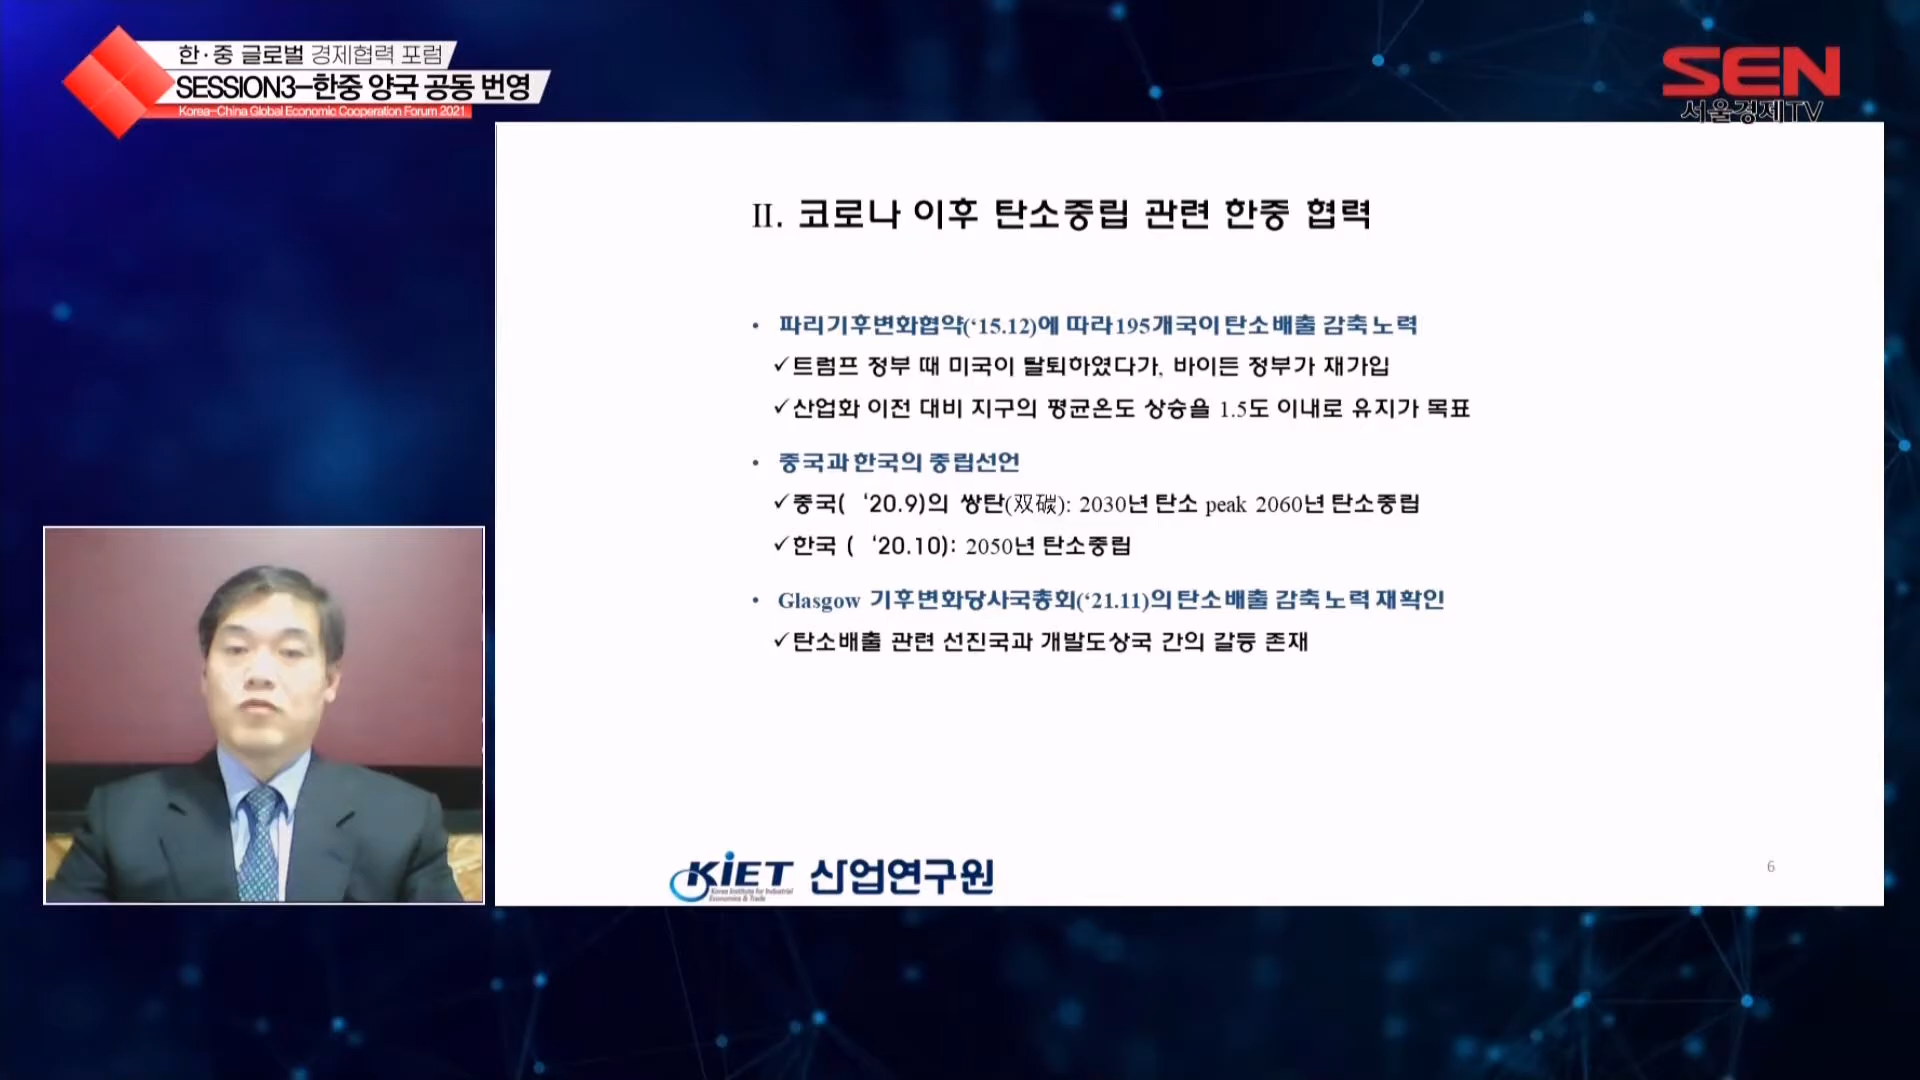 한·중 글로벌 경제협력 포럼
SESSION3-한중 양국 공동 번영
Korea-China Global Economic Cooperation Forum 2021
SEN
서울경제TV
II. 코로나 이후 탄소중립 관련 한중 협력
• 파리기후변화협약(‘15.12)에 따라 195개국이 탄소배출 감축 노력
✓트럼프 정부 때 미국이 탈퇴하였다가, 바이든 정부가 재가입
✓산업화 이전 대비 지구의 평균온도 상승을 1.5도 이내로 유지가 목표
• 중국과 한국의 중립선언
✓중국( ‘20.9)의 쌍탄(双碳): 2030년 탄소 peak 2060년 탄소중립
✓한국 ( ‘20.10): 2050년 탄소중립
• Glasgow 기후변화당사국총회(‘21.11)의 탄소배출 감축 노력 재확인
✓탄소배출 관련 선진국과 개발도상국 간의 갈등 존재
KIET 산업연구원
Korea Institute for Industrial
Economics & Trade
6